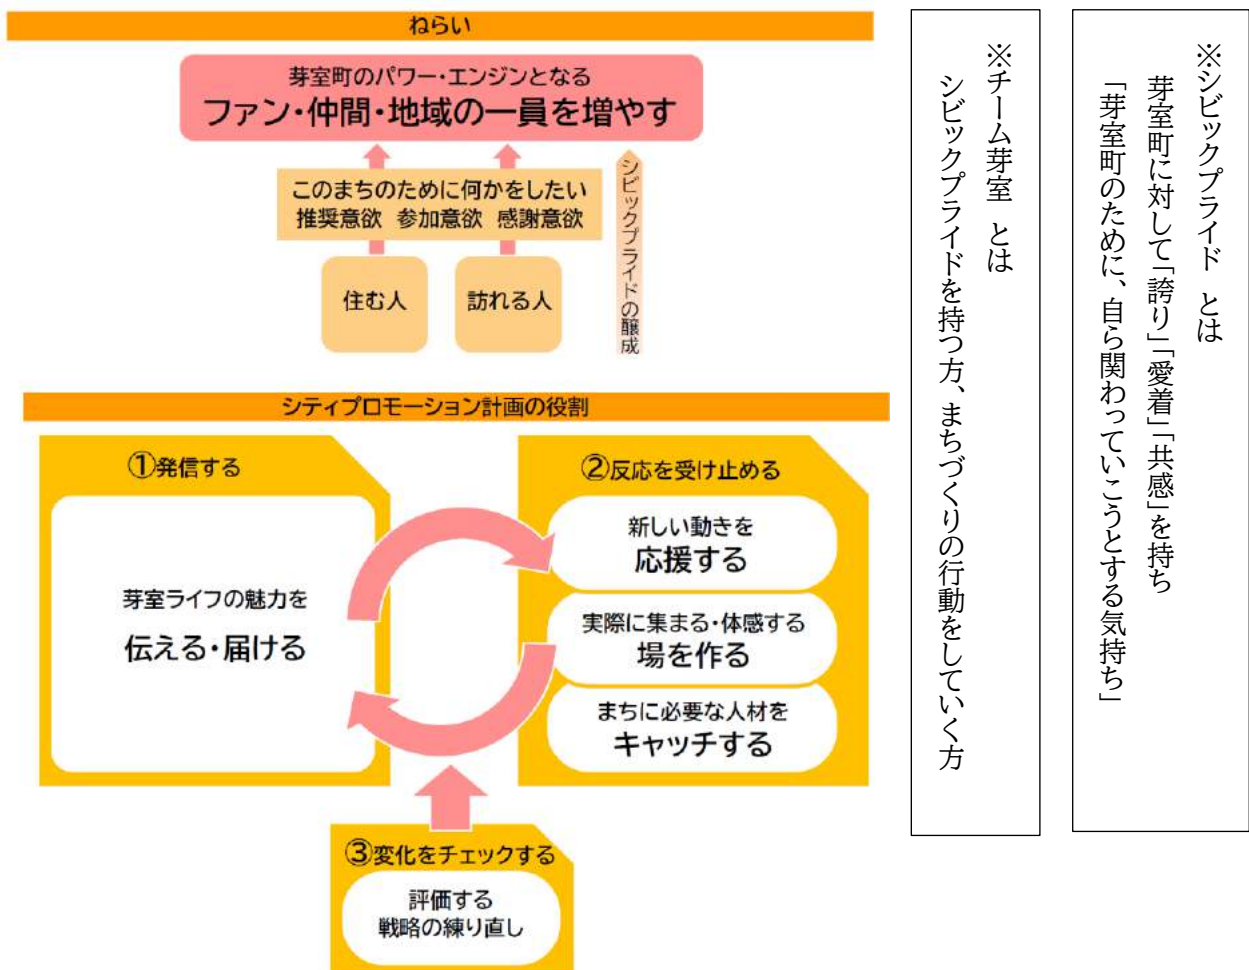 ねらい
芽室町のパワー・エンジンとなる
ファン・仲間・地域の一員を増やす
このまちのために何かをしたい
推奨意欲 参加意欲 感謝意欲
住む人
訪れる人
シビックプライドの醸成
シティプロモーション計画の役割
①発信する
芽室ライフの魅力を
伝える・届ける
②反応を受け止める
新しい動きを
応援する
実際に集まる・体感する
場を作る
まちに必要な人材を
キャッチする
③変化をチェックする
評価する
戦略の練り直し
※シビックプライド とは
芽室町に対して「誇り」「愛着」「共感」を持ち
「芽室町のために、自ら関わっていこうとする気持ち」
※チーム芽室 とは
シビックプライドを持つ方、まちづくりの行動をしていく方